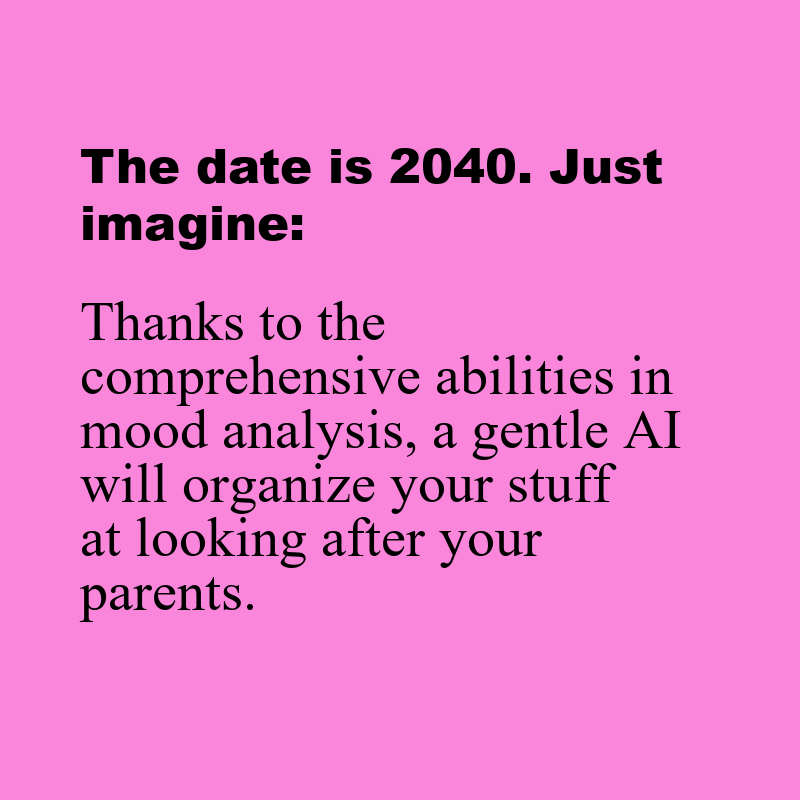 The date is 2040. Just
imagine:
Thanks to the
comprehensive abilities in
mood analysis, a gentle AI
will organize your stuff
at looking after your
parents.